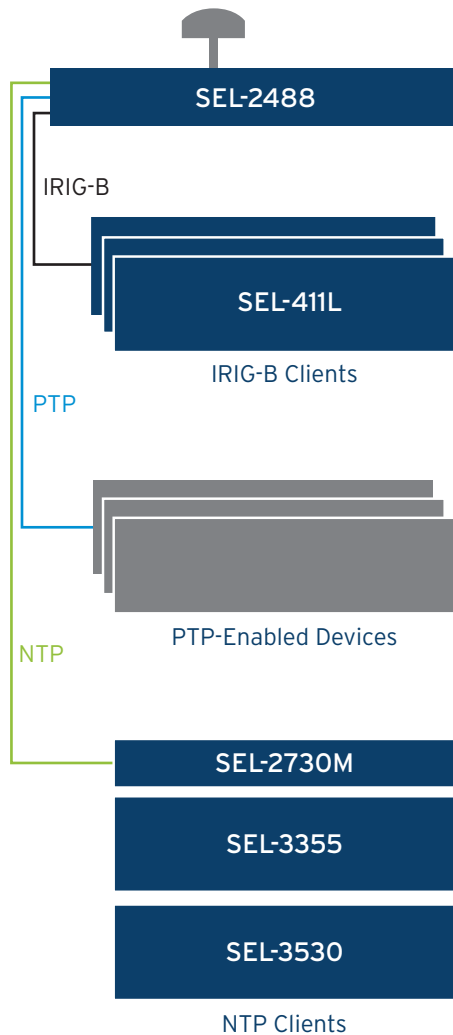 SEL-2488
IRIG-B
SEL-411L
IRIG-B Clients
PTP
PTP-Enabled Devices
NTP
SEL-2730M
SEL-3355
SEL-3530
NTP Clients